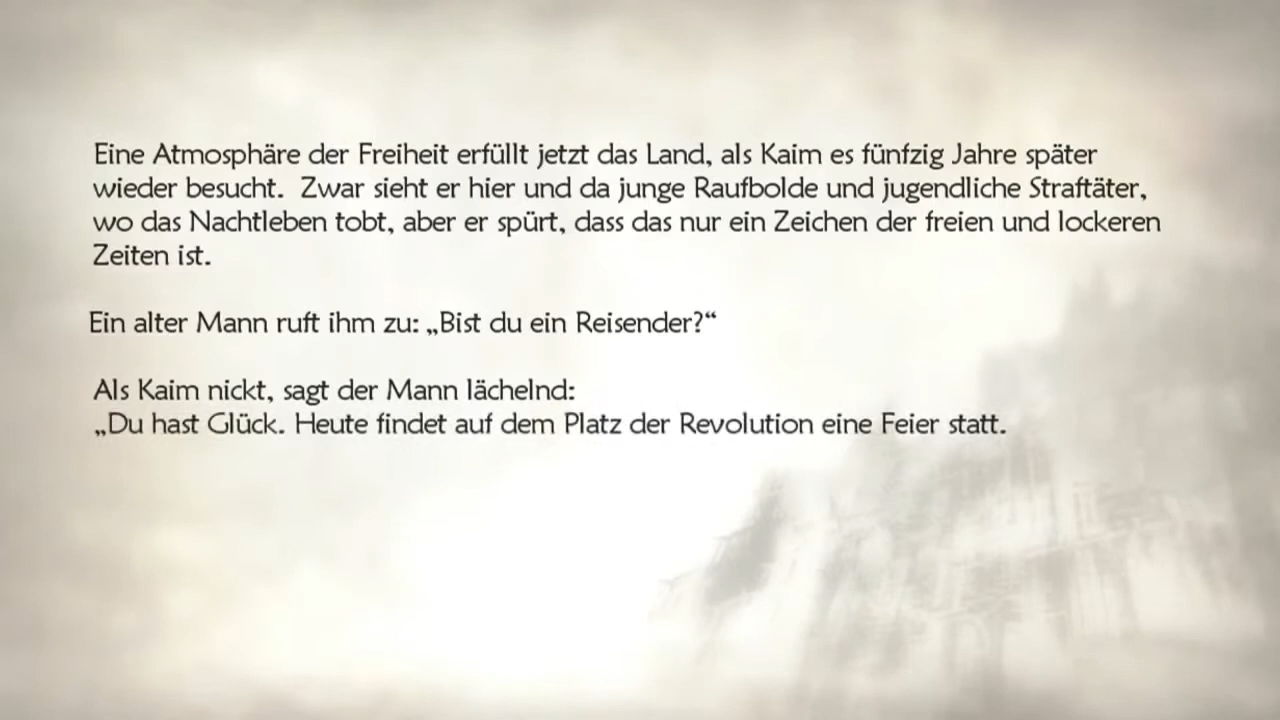 Eine Atmosphäre der Freiheit erfüllt jetzt das Land, als Kaim es fünfzig Jahre später
wieder besucht.  Zwar sieht er hier und da junge Raufbolde und jugendliche Straftäter,
wo das Nachtleben tobt, aber er spürt, dass das nur ein Zeichen der freien und lockeren
Zeiten ist.
Ein alter Mann ruft ihm zu: „Bist du ein Reisender?“
Als Kaim nickt, sagt der Mann lächelnd:
„Du hast Glück. Heute findet auf dem Platz der Revolution eine Feier statt.